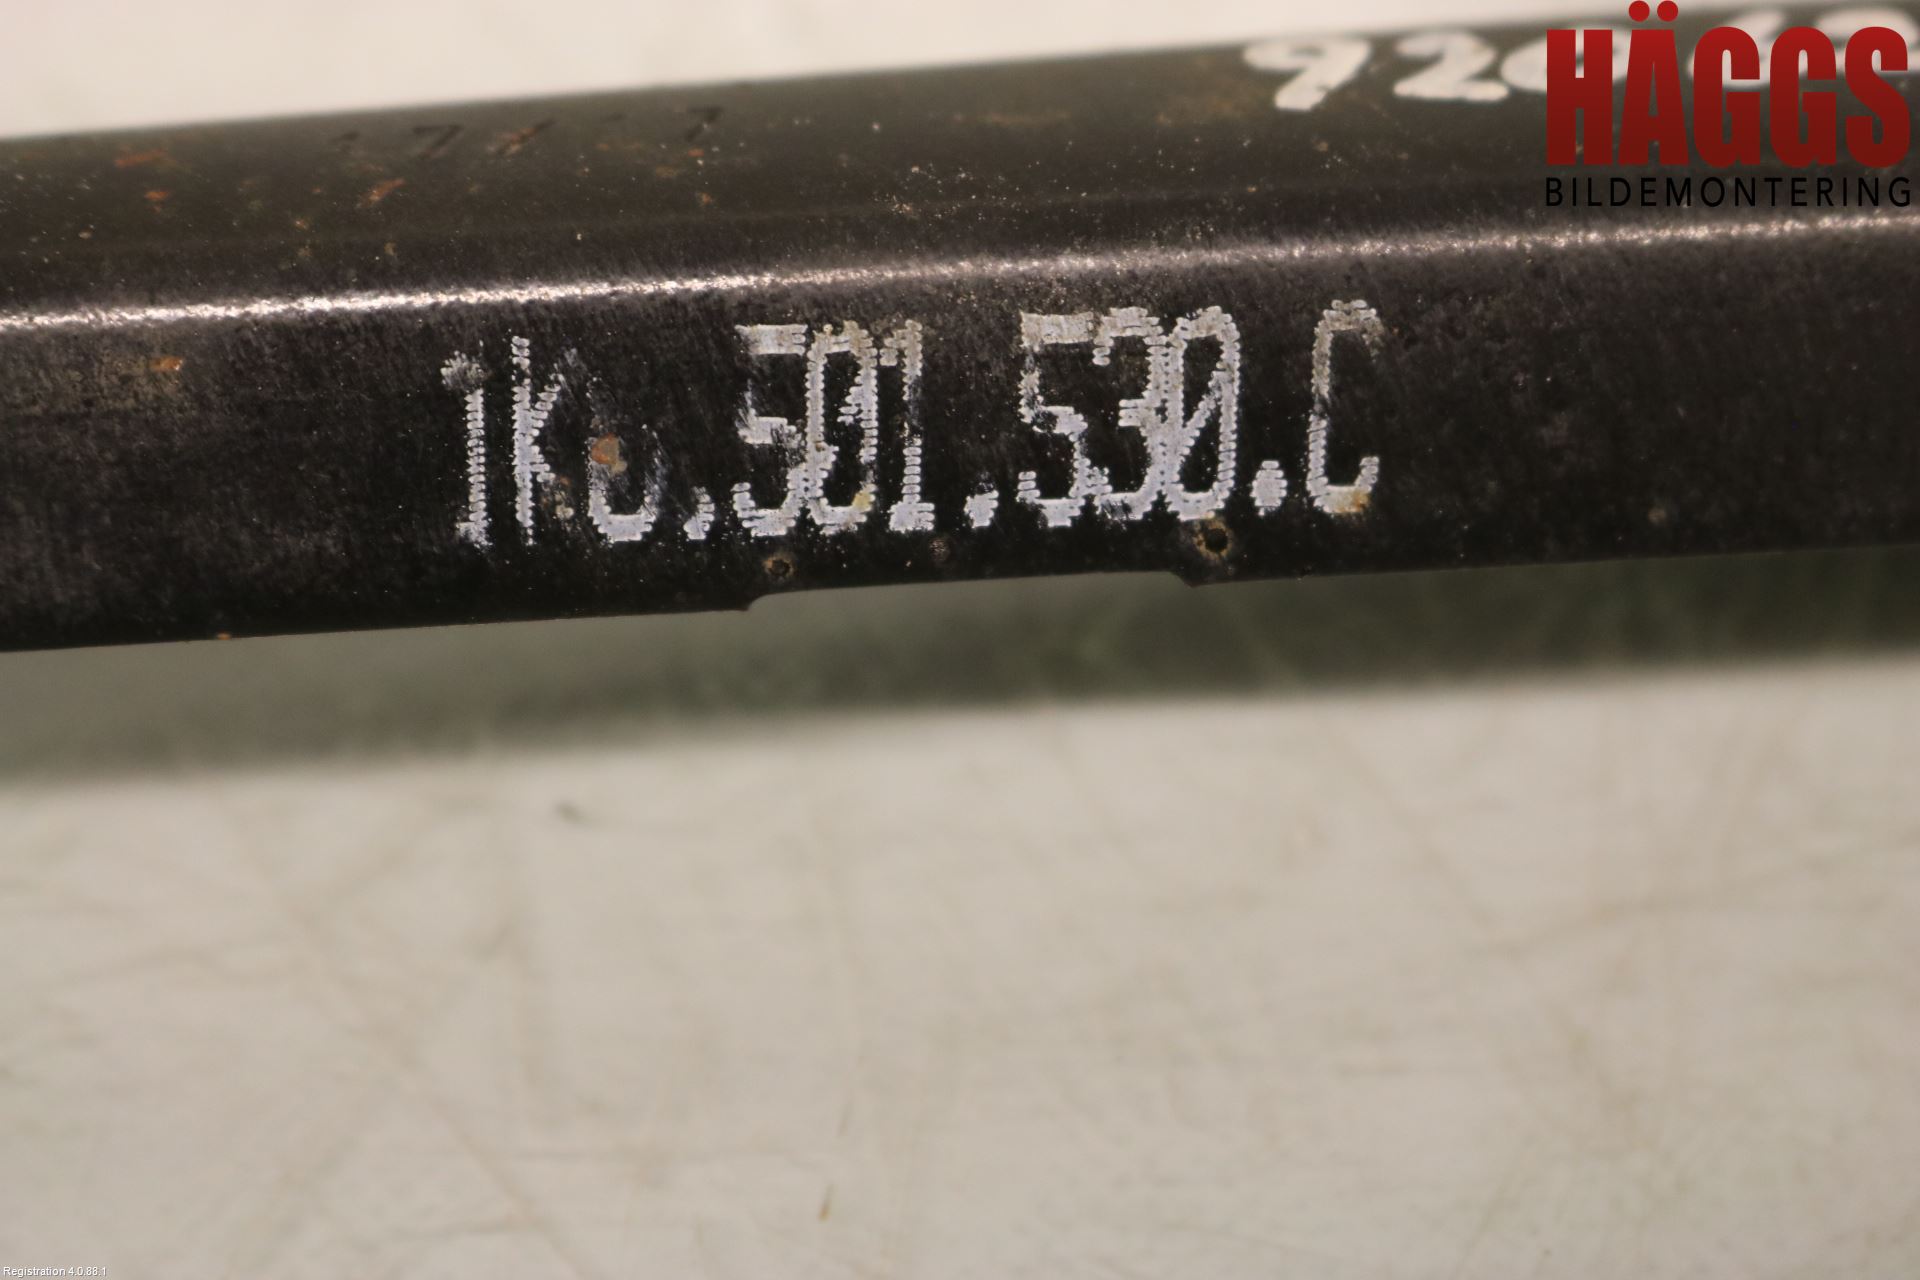 HÄGGS
BILDEMONTERING
1K0.501.530.C
Registration 4.0.88.1